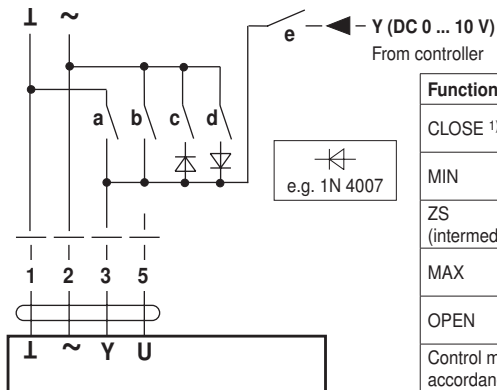 ⊥ ~
e
Y (DC 0 ... 10 V)
From controller
a b c d
e.g. 1N 4007
1 2 3 5
⊥ ~ Y U
Function
CLOSE 1)
MIN
ZS
(intermed
MAX
OPEN
Control m
accordan